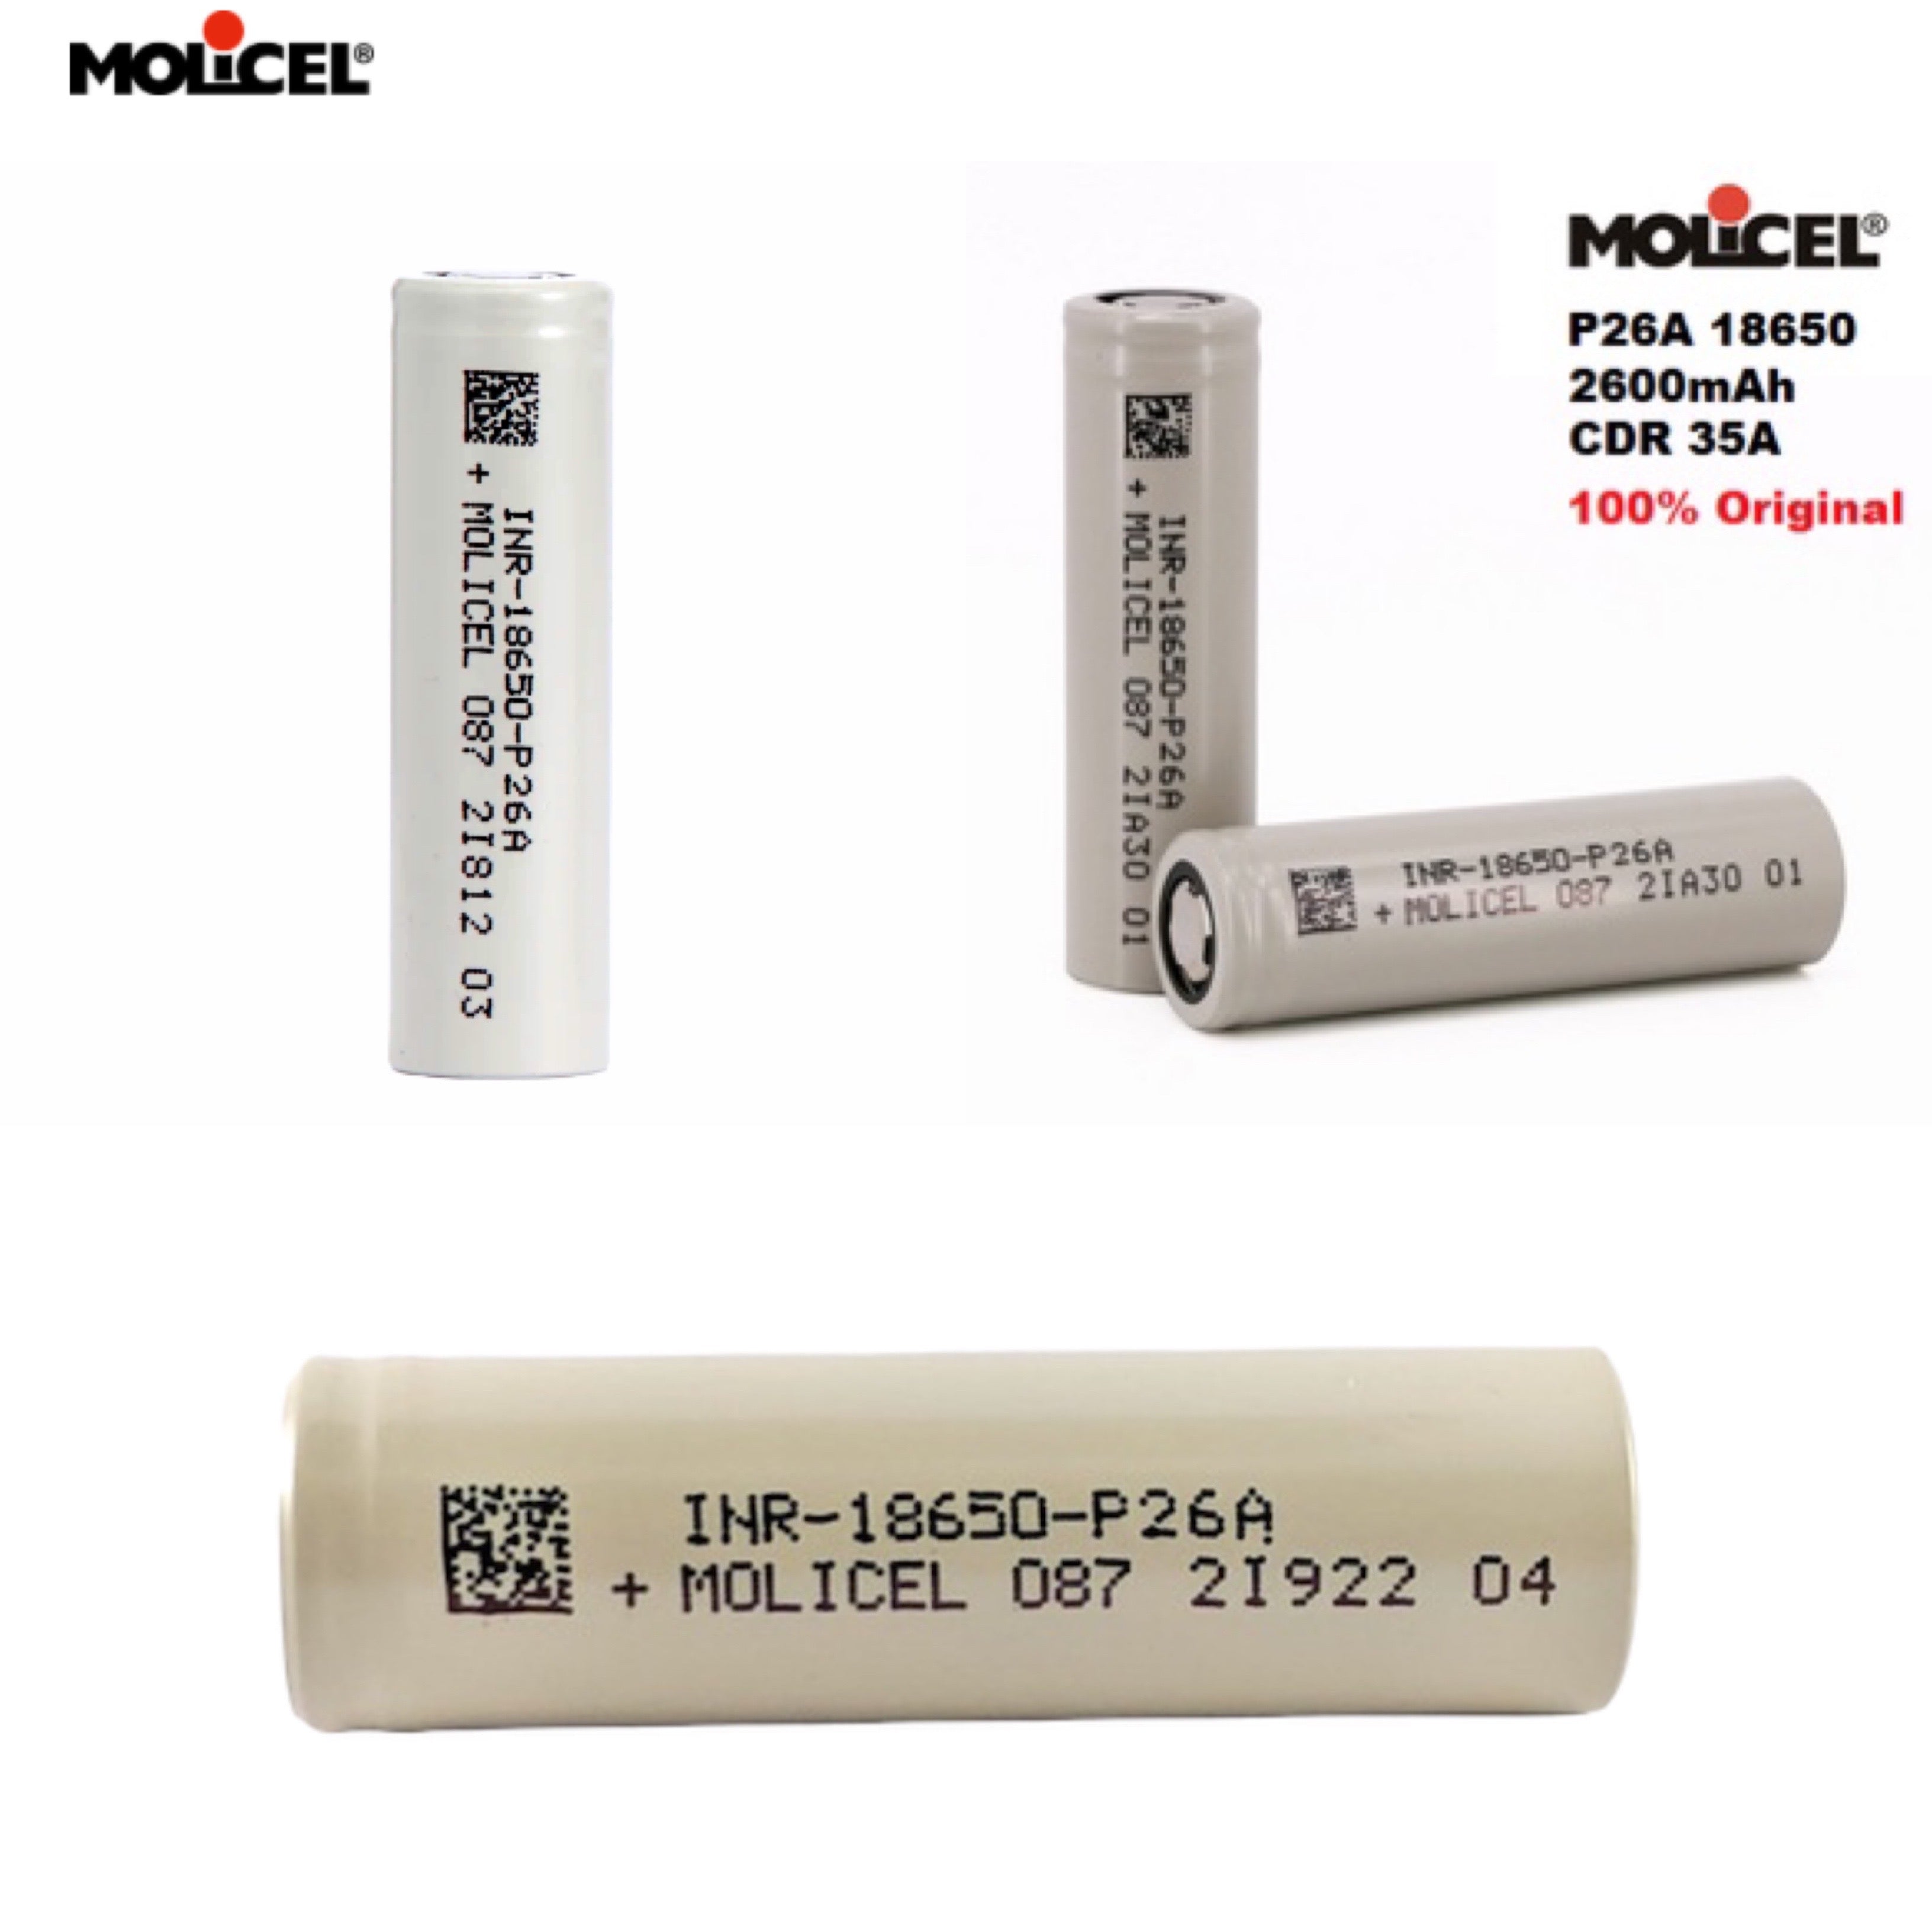 MOLiCEL®
MOLiCEL®
P26A 18650
2600mAh
CDR 35A
100% Original
INR-18650-P26A
+ MOLICEL 087 2I812 03
INR-18650-P26A
+ MOLICEL 087 2IA30 01
INR-18650-P26A
+ MOLICEL 087 2IA30 01
INR-18650-P26A
+ MOLICEL 087 2I922 04